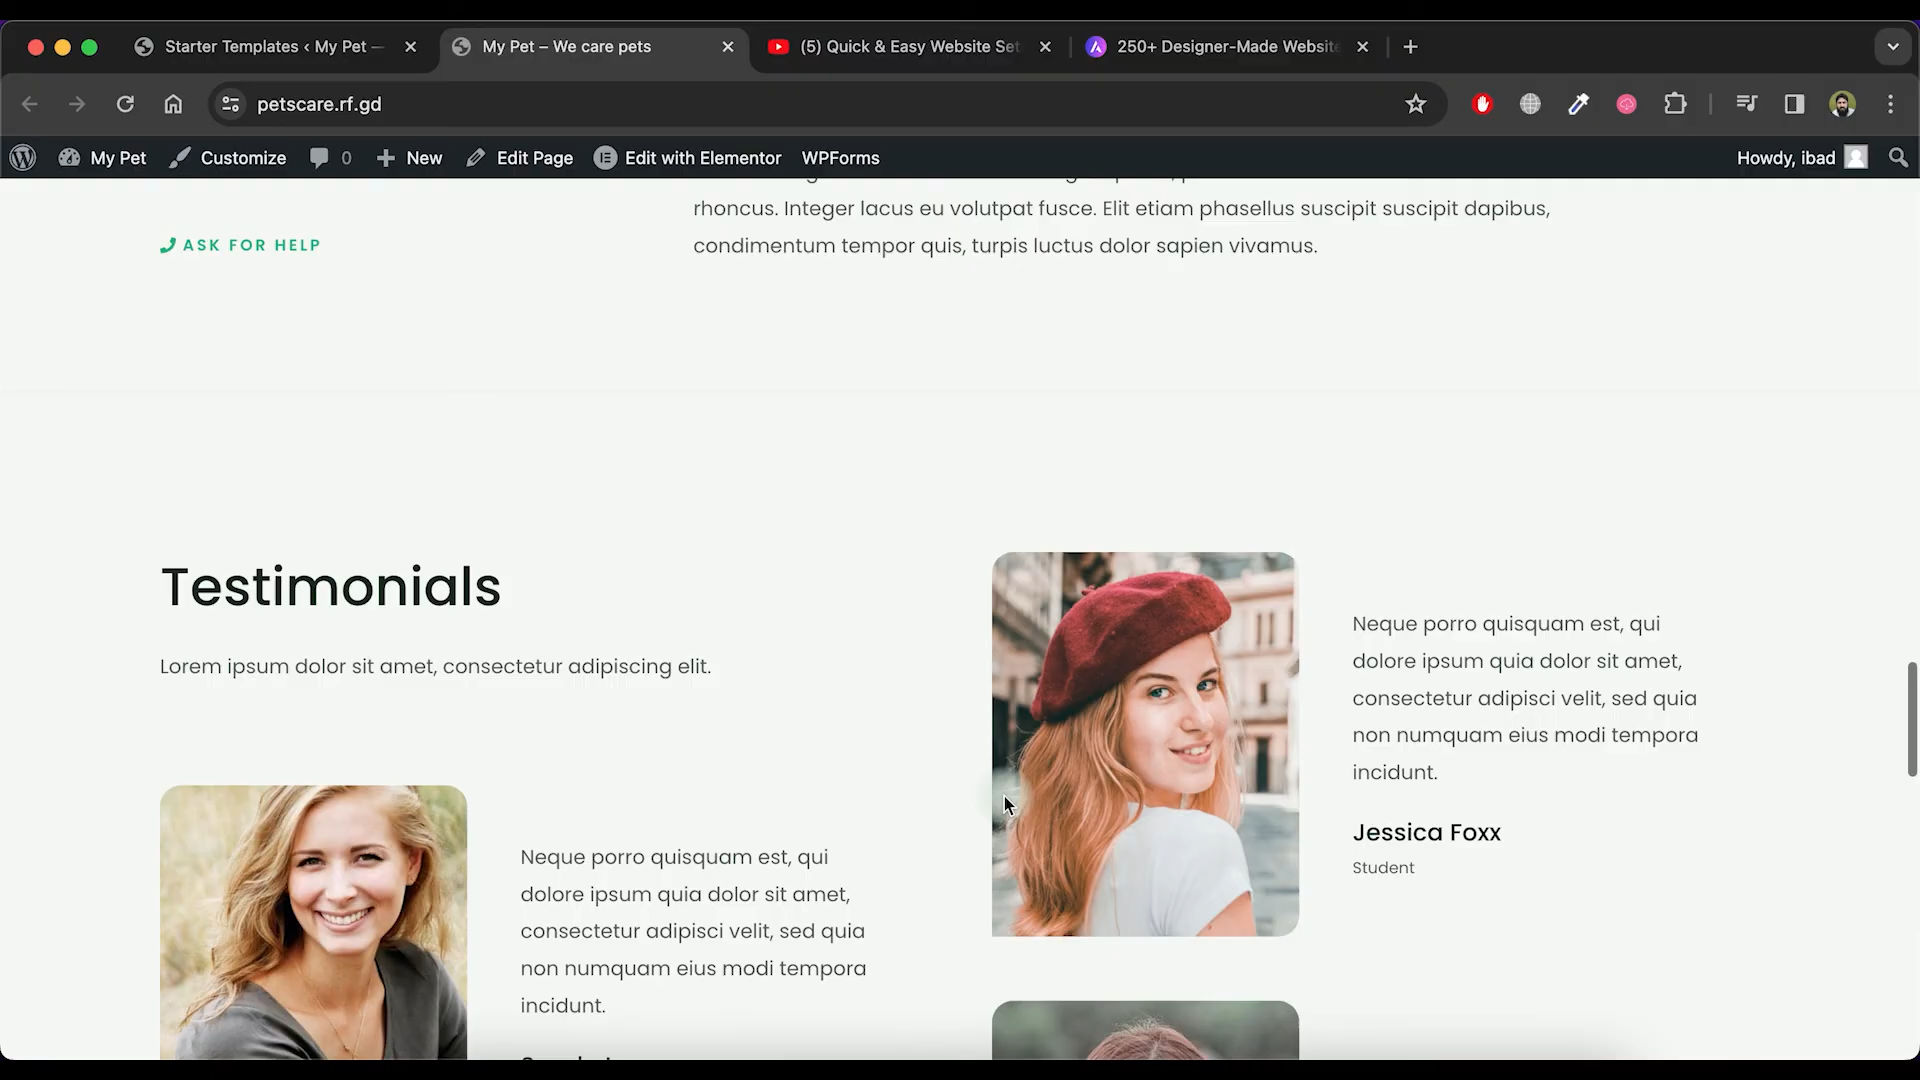 Starter Templates ‹ My Pet —
My Pet – We care pets
(5) Quick & Easy Website Set
250+ Designer-Made Website
petscare.rf.gd
My Pet
Customize
0
New
Edit Page
Edit with Elementor
WPForms
Howdy, ibad
rhoncus. Integer lacus eu volutpat fusce. Elit etiam phasellus suscipit suscipit dapibus,
condimentum tempor quis, turpis luctus dolor sapien vivamus.
ASK FOR HELP
Testimonials
Lorem ipsum dolor sit amet, consectetur adipiscing elit.
Neque porro quisquam est, qui
dolore ipsum quia dolor sit amet,
consectetur adipisci velit, sed quia
non numquam eius modi tempora
incidunt.
Jessica Foxx
Student
Neque porro quisquam est, qui
dolore ipsum quia dolor sit amet,
consectetur adipisci velit, sed quia
non numquam eius modi tempora
incidunt.